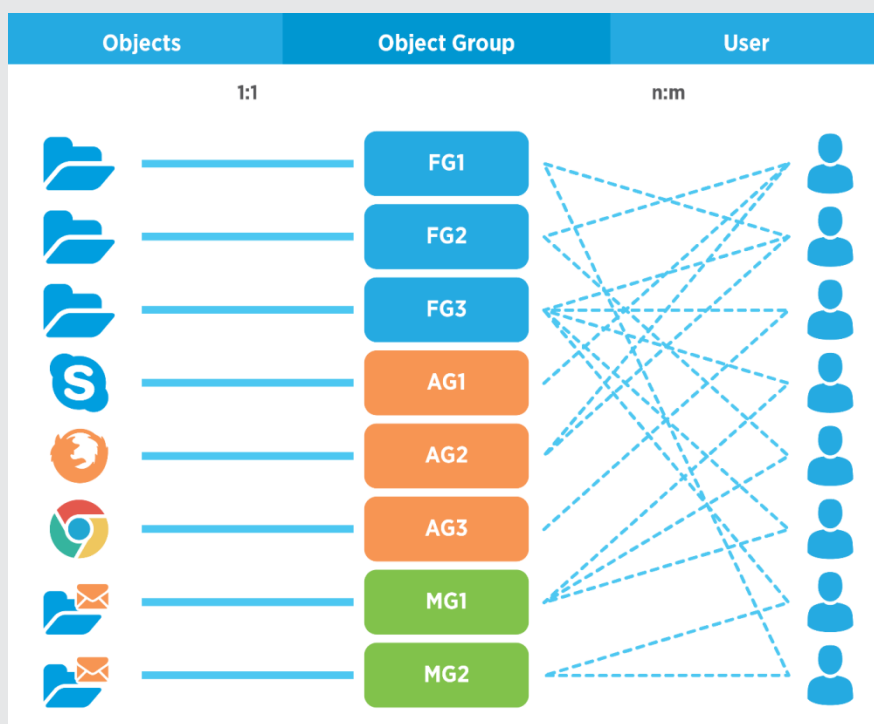 Objects Object Group User
1:1 n:m
FG1
FG2
FG3
S
AG1
AG2
AG3
MG1
MG2